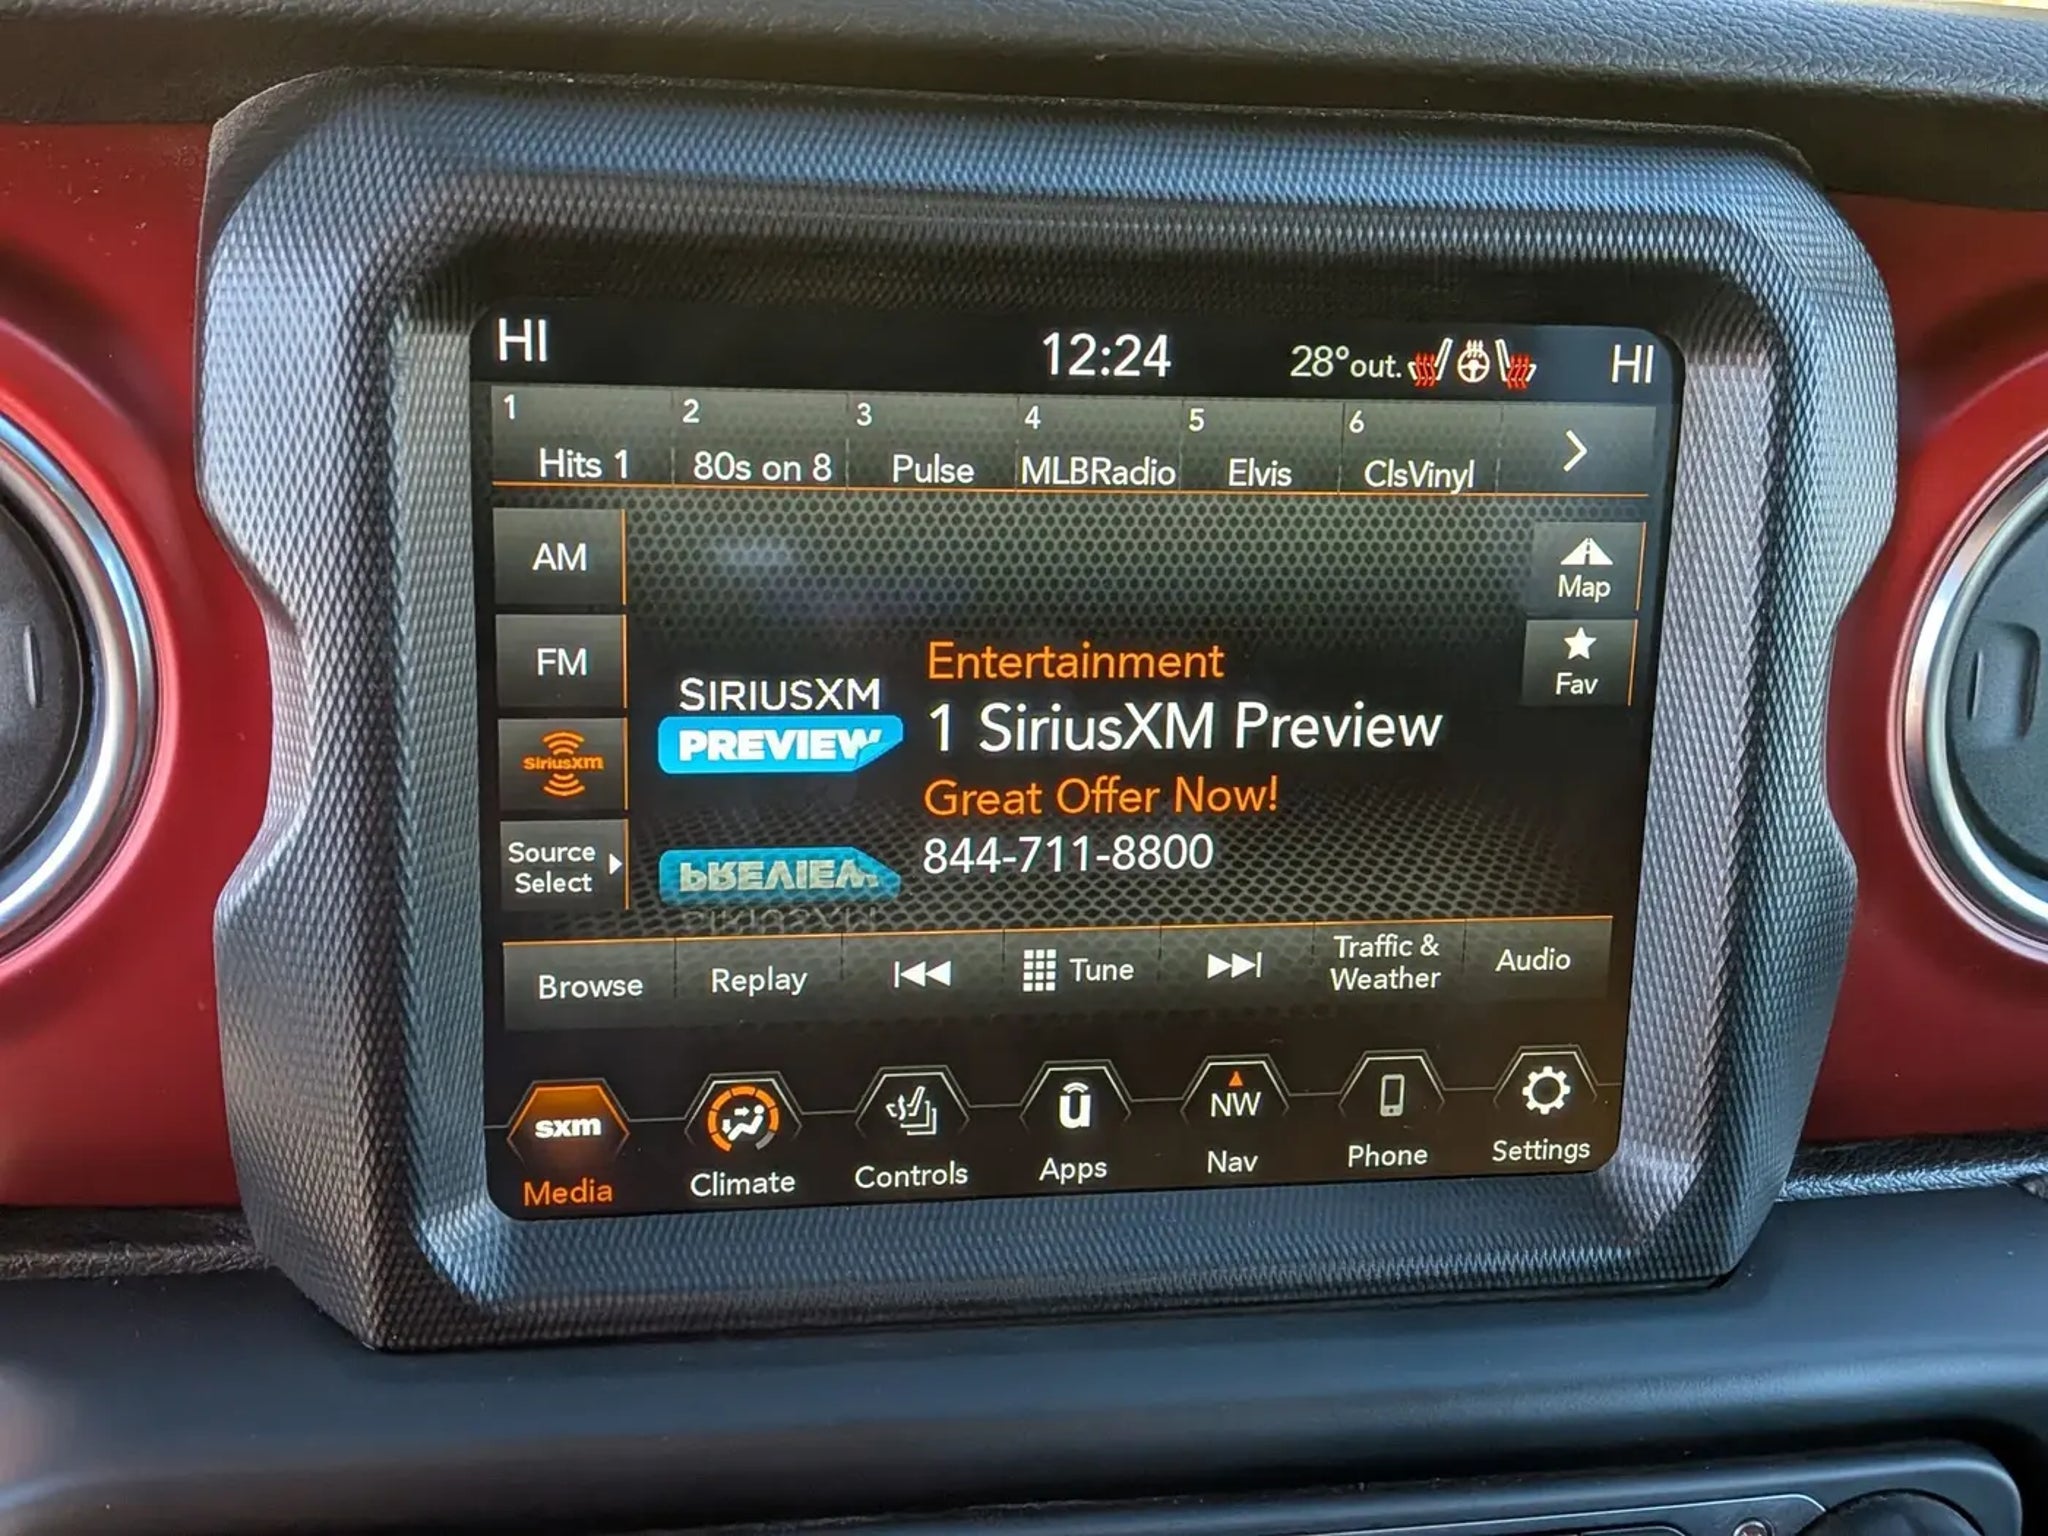 HI 12:24 28°out. HI
1 2 3 4 5 6
Hits 1 80s on 8 Pulse MLBRadio Elvis ClsVinyl
AM
Map
FM
Fav
SiriusXM
Source
Select
SIRIUSXM
PREVIEW
Entertainment
1 SiriusXM Preview
Great Offer Now!
844-711-8800
PREVIEW
SIRIUSXM
Browse Replay Tune Traffic &
Weather Audio
sxm
Media
Climate
Controls
u
Apps
NW
Nav
Phone
Settings